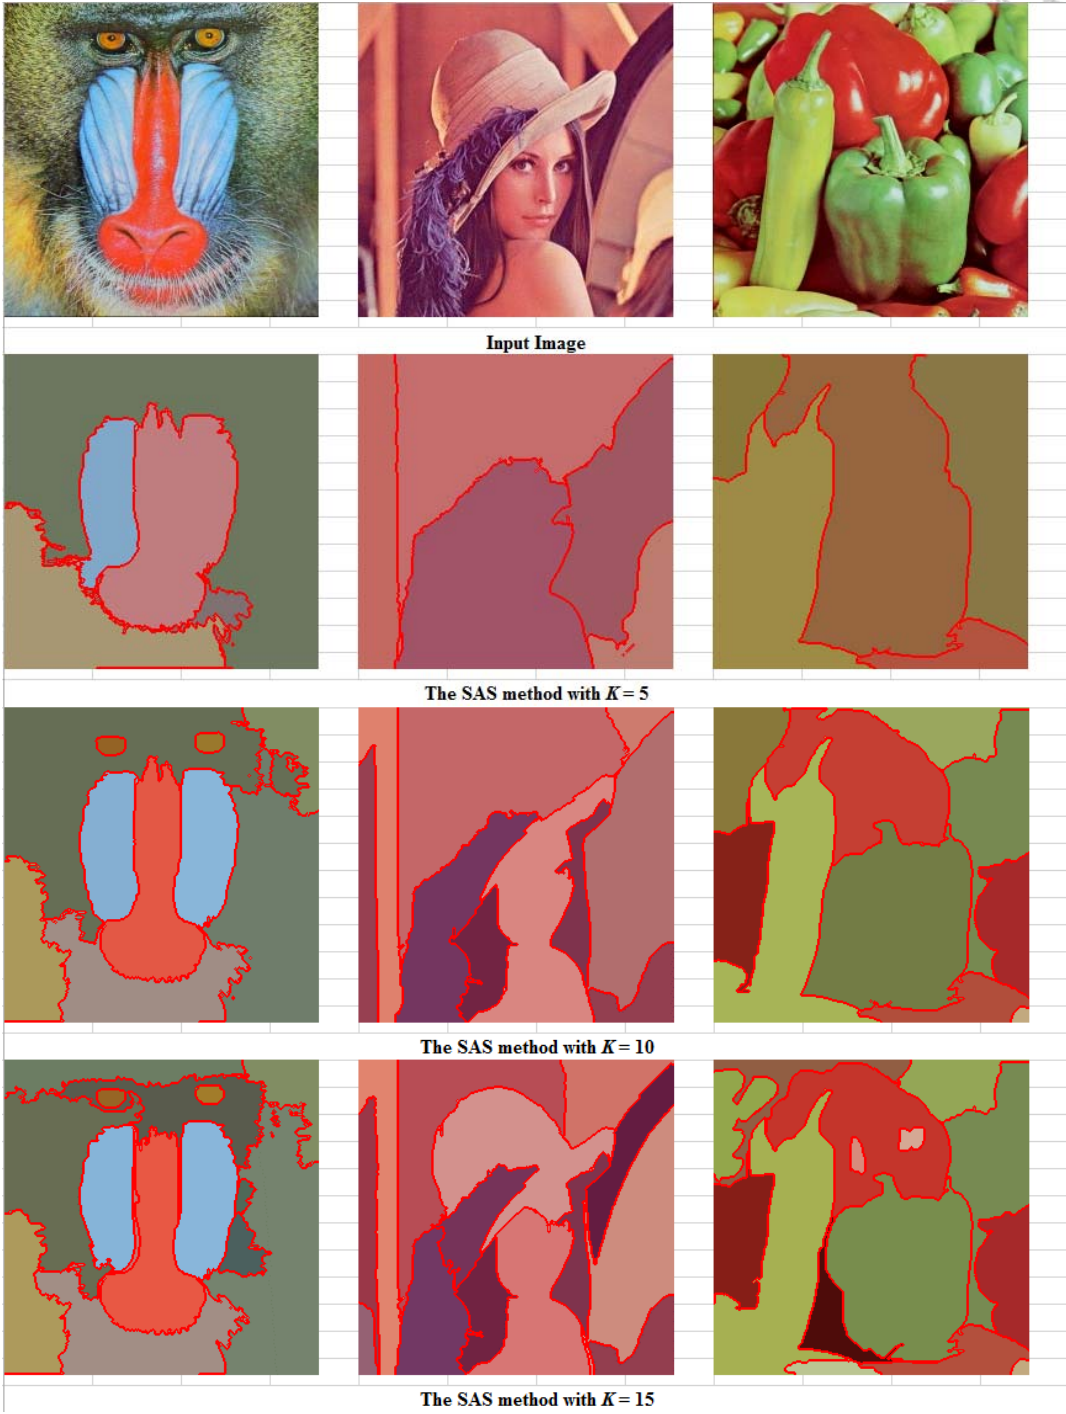 Input Image
The SAS method with K = 5
The SAS method with K = 10
The SAS method with K = 15